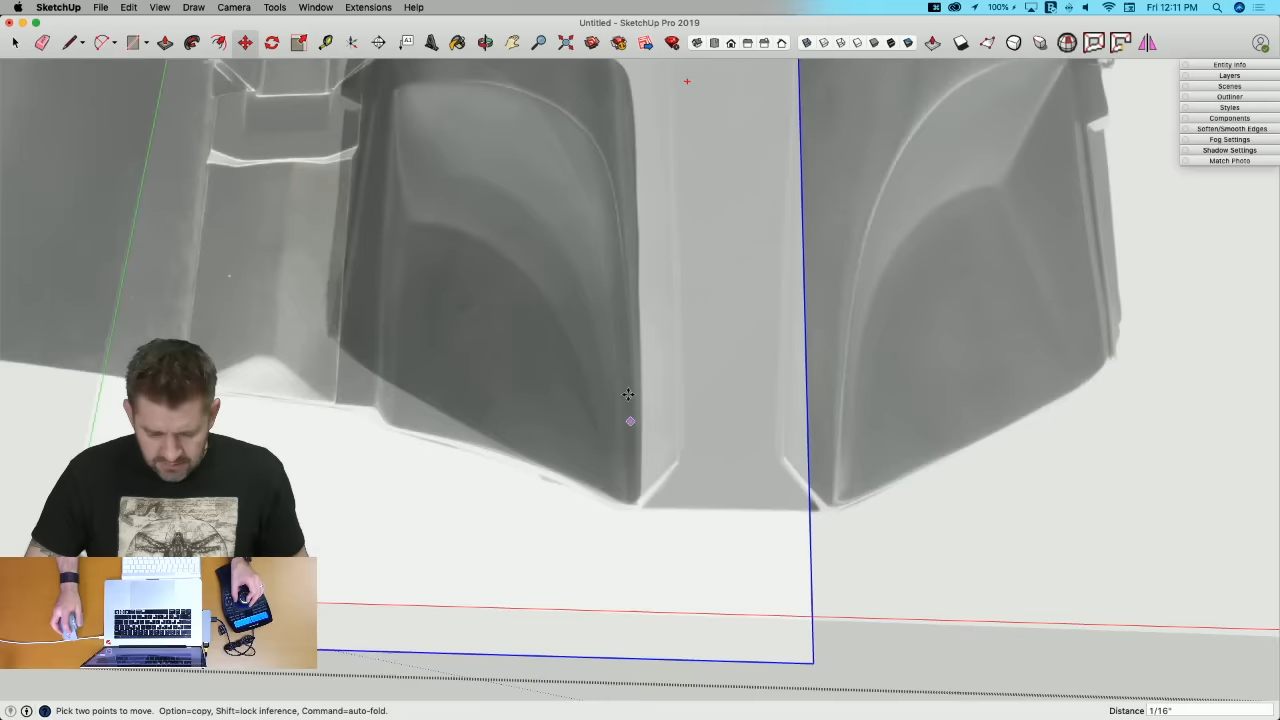 SketchUp File Edit View Draw Camera Tools Window Extensions Help
100% Fri 12:11 PM
Untitled - SketchUp Pro 2019
A1
Entity Info
Layers
Scenes
Outliner
Styles
Components
Soften/Smooth Edges
Fog Settings
Shadow Settings
Match Photo
Pick two points to move. Option=copy, Shift=lock inference, Command=auto-fold.
Distance 1/16"